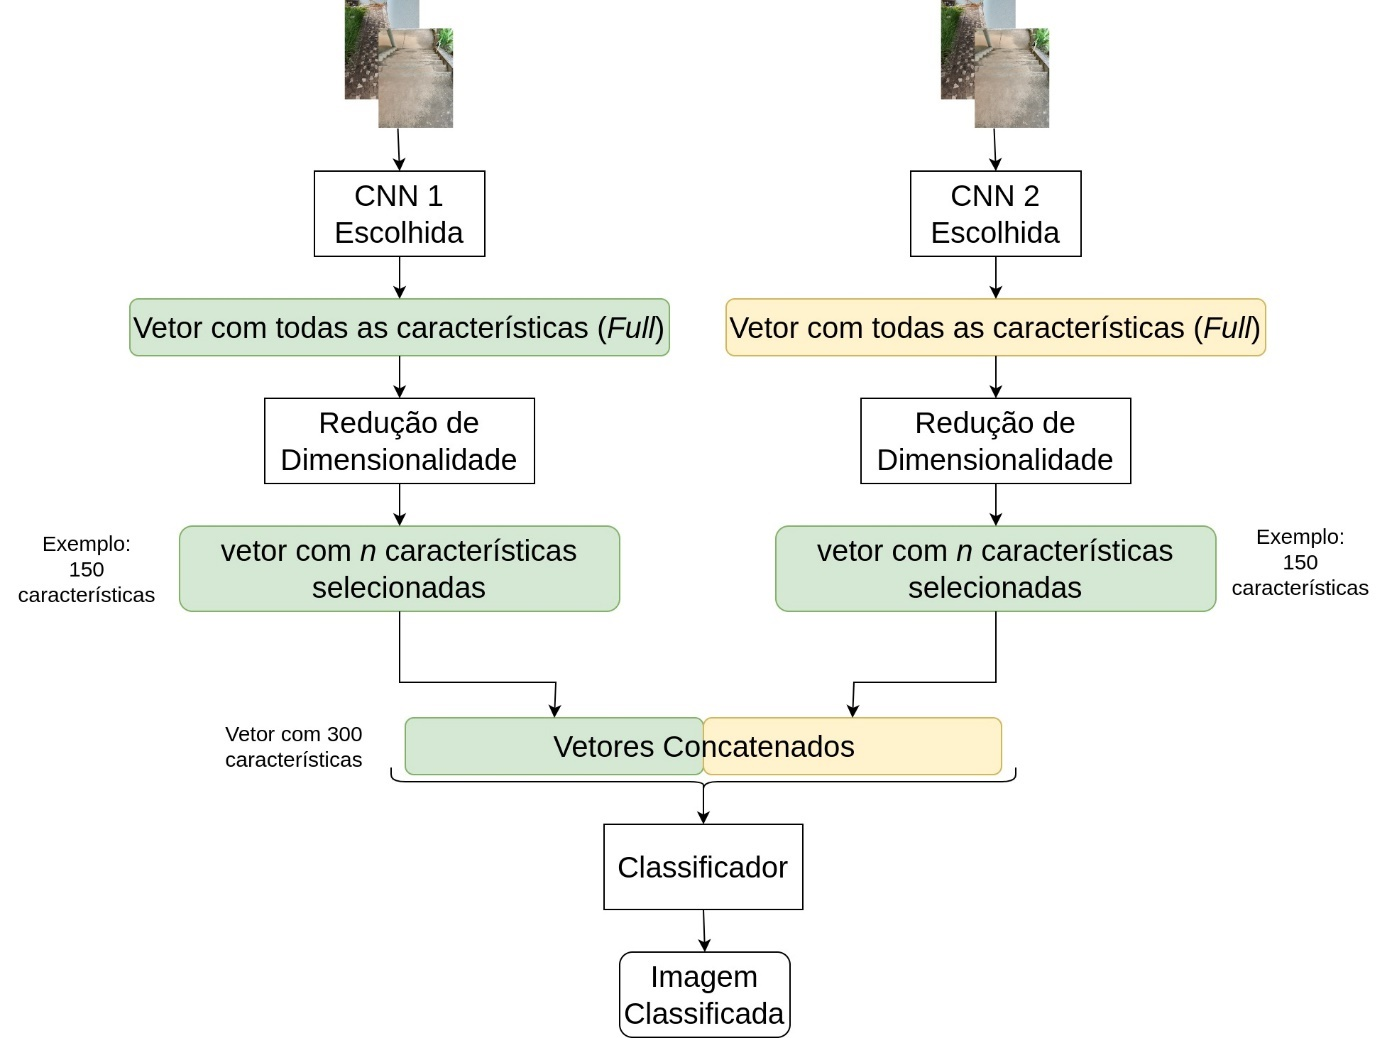 CNN 1
Escolhida
CNN 2
Escolhida
Vetor com todas as características (Full)
Vetor com todas as características (Full)
Redução de
Dimensionalidade
Redução de
Dimensionalidade
Exemplo:
150
características
vetor com n características
selecionadas
vetor com n características
selecionadas
Exemplo:
150
características
Vetor com 300
características
Vetores Concatenados
Classificador
Imagem
Classificada